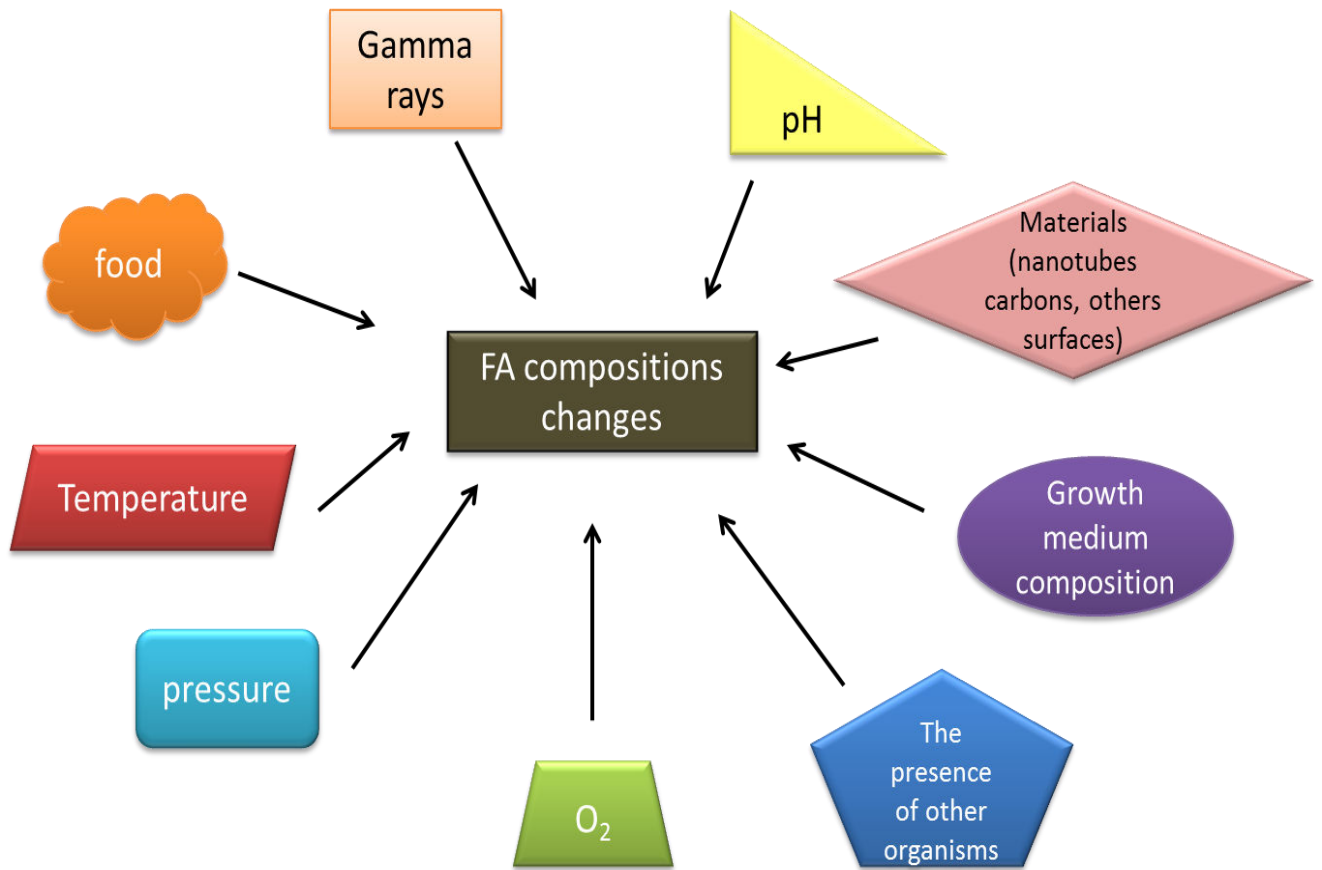 Gamma
rays
pH
food
Materials
(nanotubes
carbons, others
surfaces)
FA compositions
changes
Temperature
Growth
medium
composition
pressure
O₂
The
presence
of other
organisms